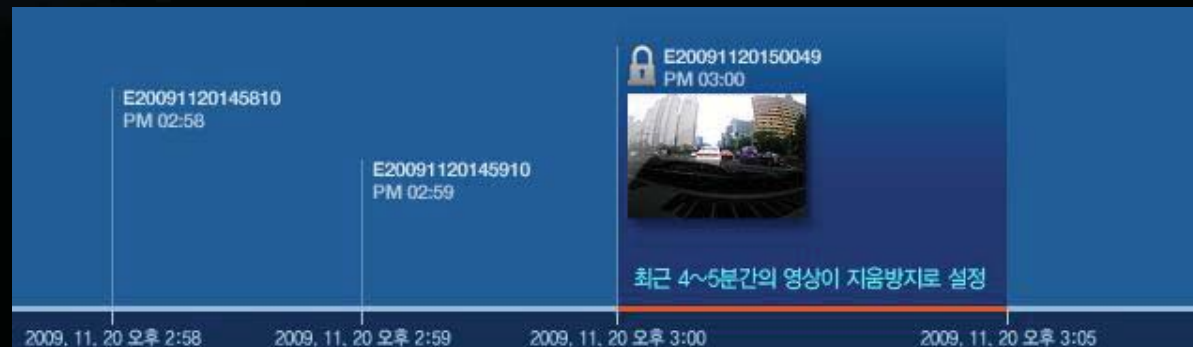 E20091120145810
PM 02:58
E20091120145910
PM 02:59
E20091120150049
PM 03:00
최근 4~5분간의 영상이 지움방지로 설정
2009. 11. 20 오후 2:58
2009. 11. 20 오후 2:59
2009. 11. 20 오후 3:00
2009. 11. 20 오후 3:05